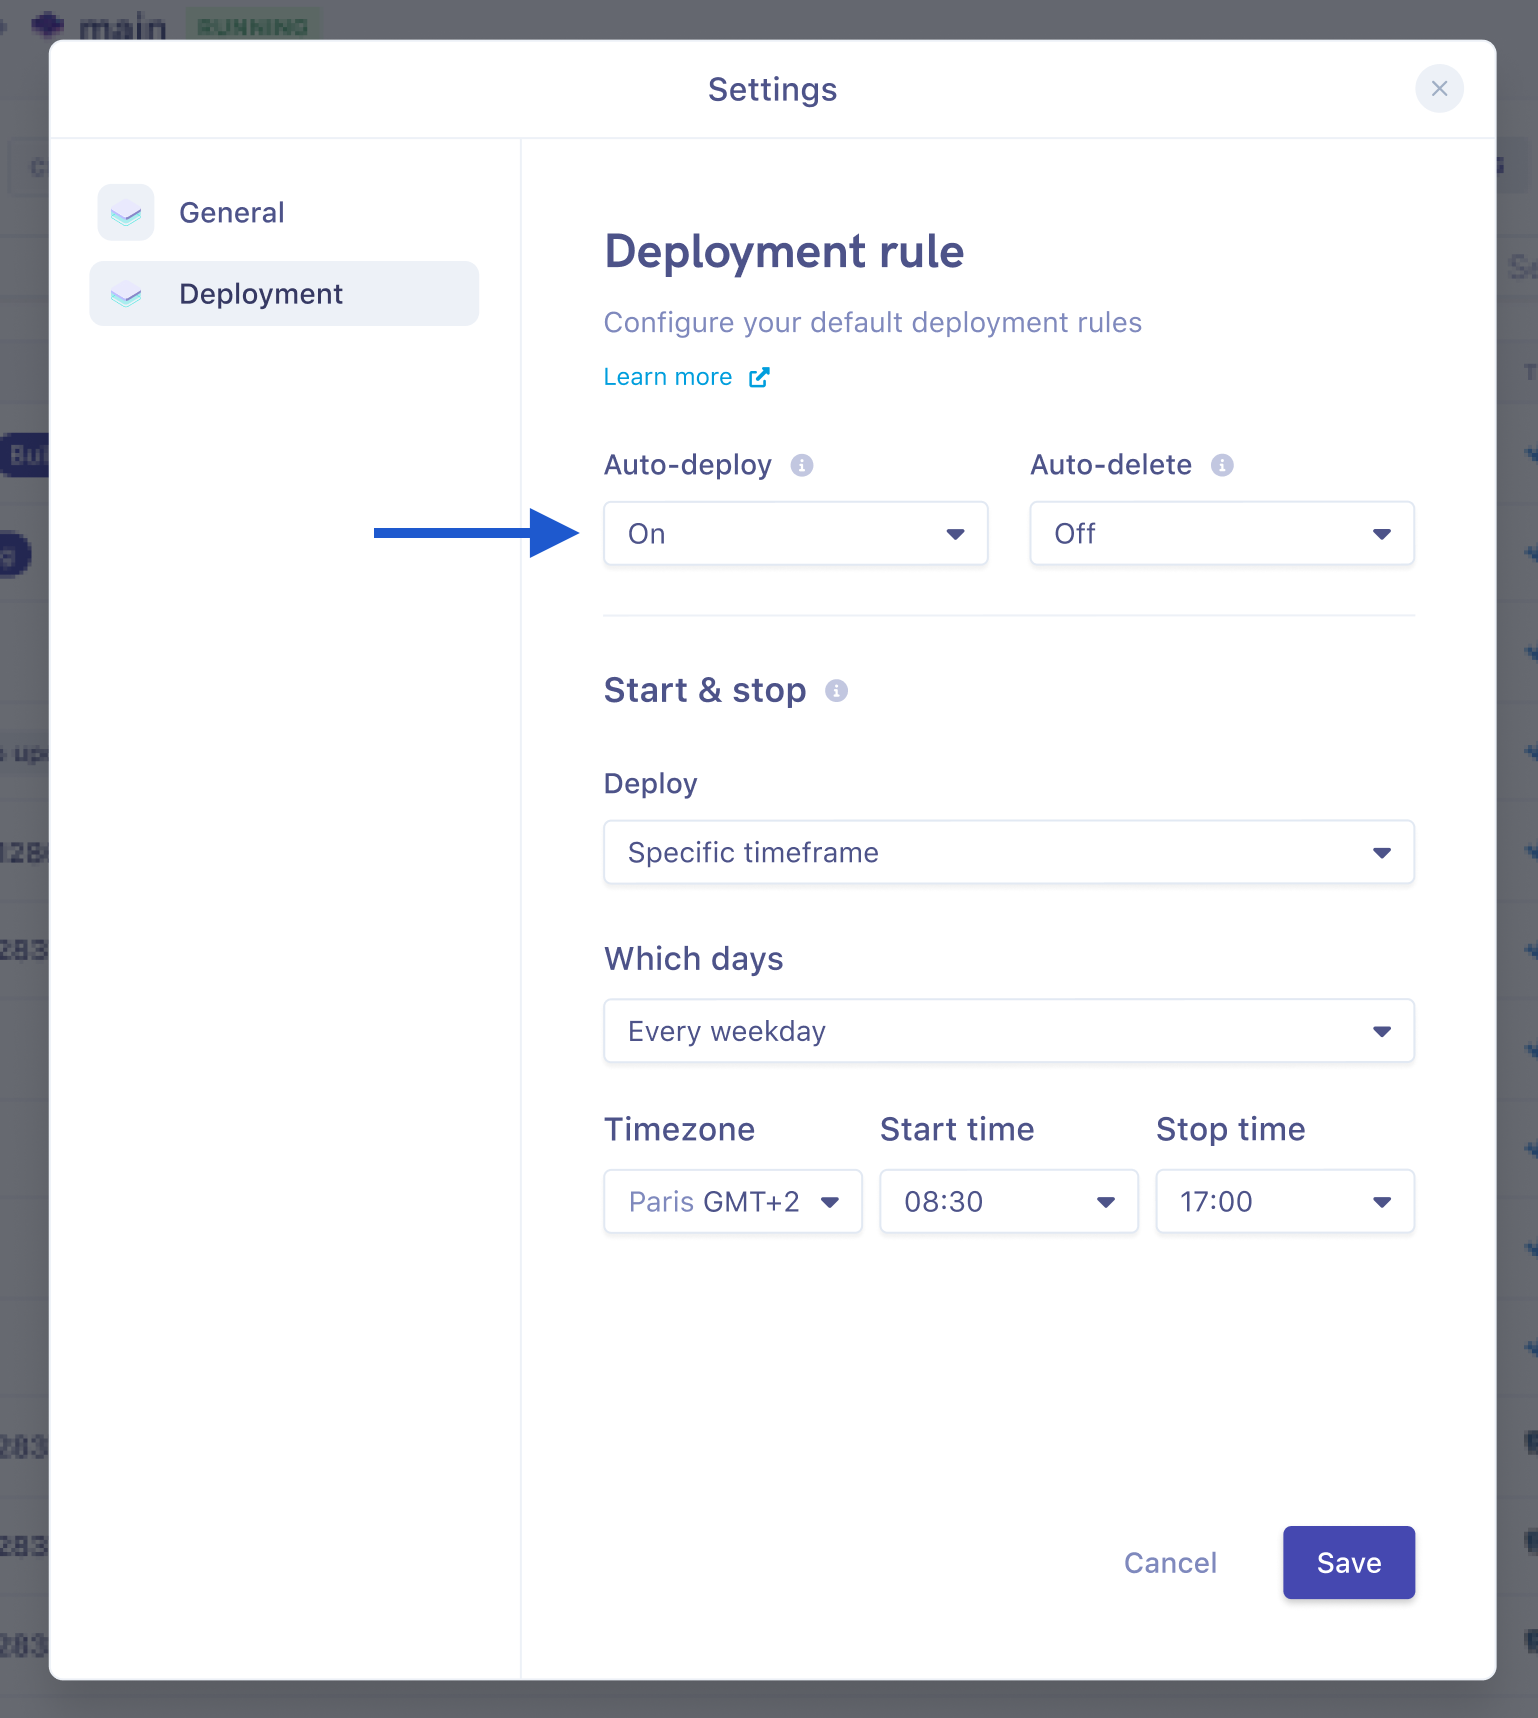 main RUNNING
Settings
General
Deployment
Deployment rule
Configure your default deployment rules
Learn more
Auto-deploy
Auto-delete
On
Off
Start & stop
Deploy
Specific timeframe
Which days
Every weekday
Timezone
Start time
Stop time
Paris GMT+2
08:30
17:00
Cancel
Save